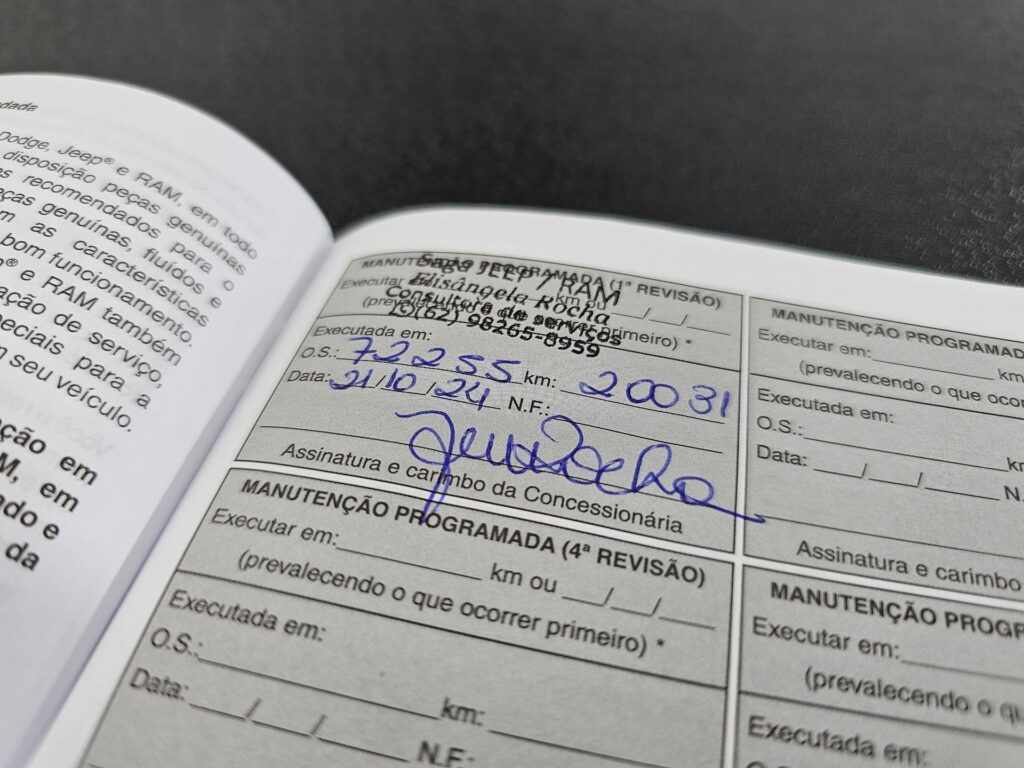 dada
Dodge, Jeep® e RAM, em todo
disposição peças genuínas
os recomendados para o
ças genuínas, fluidos e
m as características
bom funcionamento.
® e RAM também
ação de serviço,
peciais para a
seu veículo.
ção em
M, em
ndo e
da
MANUTENÇÃO PROGRAMADA (1ª REVISÃO)
Saga JEEP / RAM
Executar em: km ou / /
Elisângela Rocha
(prevalecendo o que ocorrer primeiro) *
Consultora de serviços
(62) 98265-8959
Executada em:
O.S.: 72255 km: 20031
Data: 21/10/24 N.F.:
Assinatura e carimbo da Concessionária
MANUTENÇÃO PROGRAMADA
Executar em: km
(prevalecendo o que ocor
Executada em:
O.S.: km
Data: / / N.
Assinatura e carimbo
MANUTENÇÃO PROGRAMADA (4ª REVISÃO)
Executar em: km ou / /
(prevalecendo o que ocorrer primeiro) *
Executada em:
O.S.: km:
Data: / / N.F.:
MANUTENÇÃO PROGR
Executar em:
(prevalecendo o qu
Executada em: